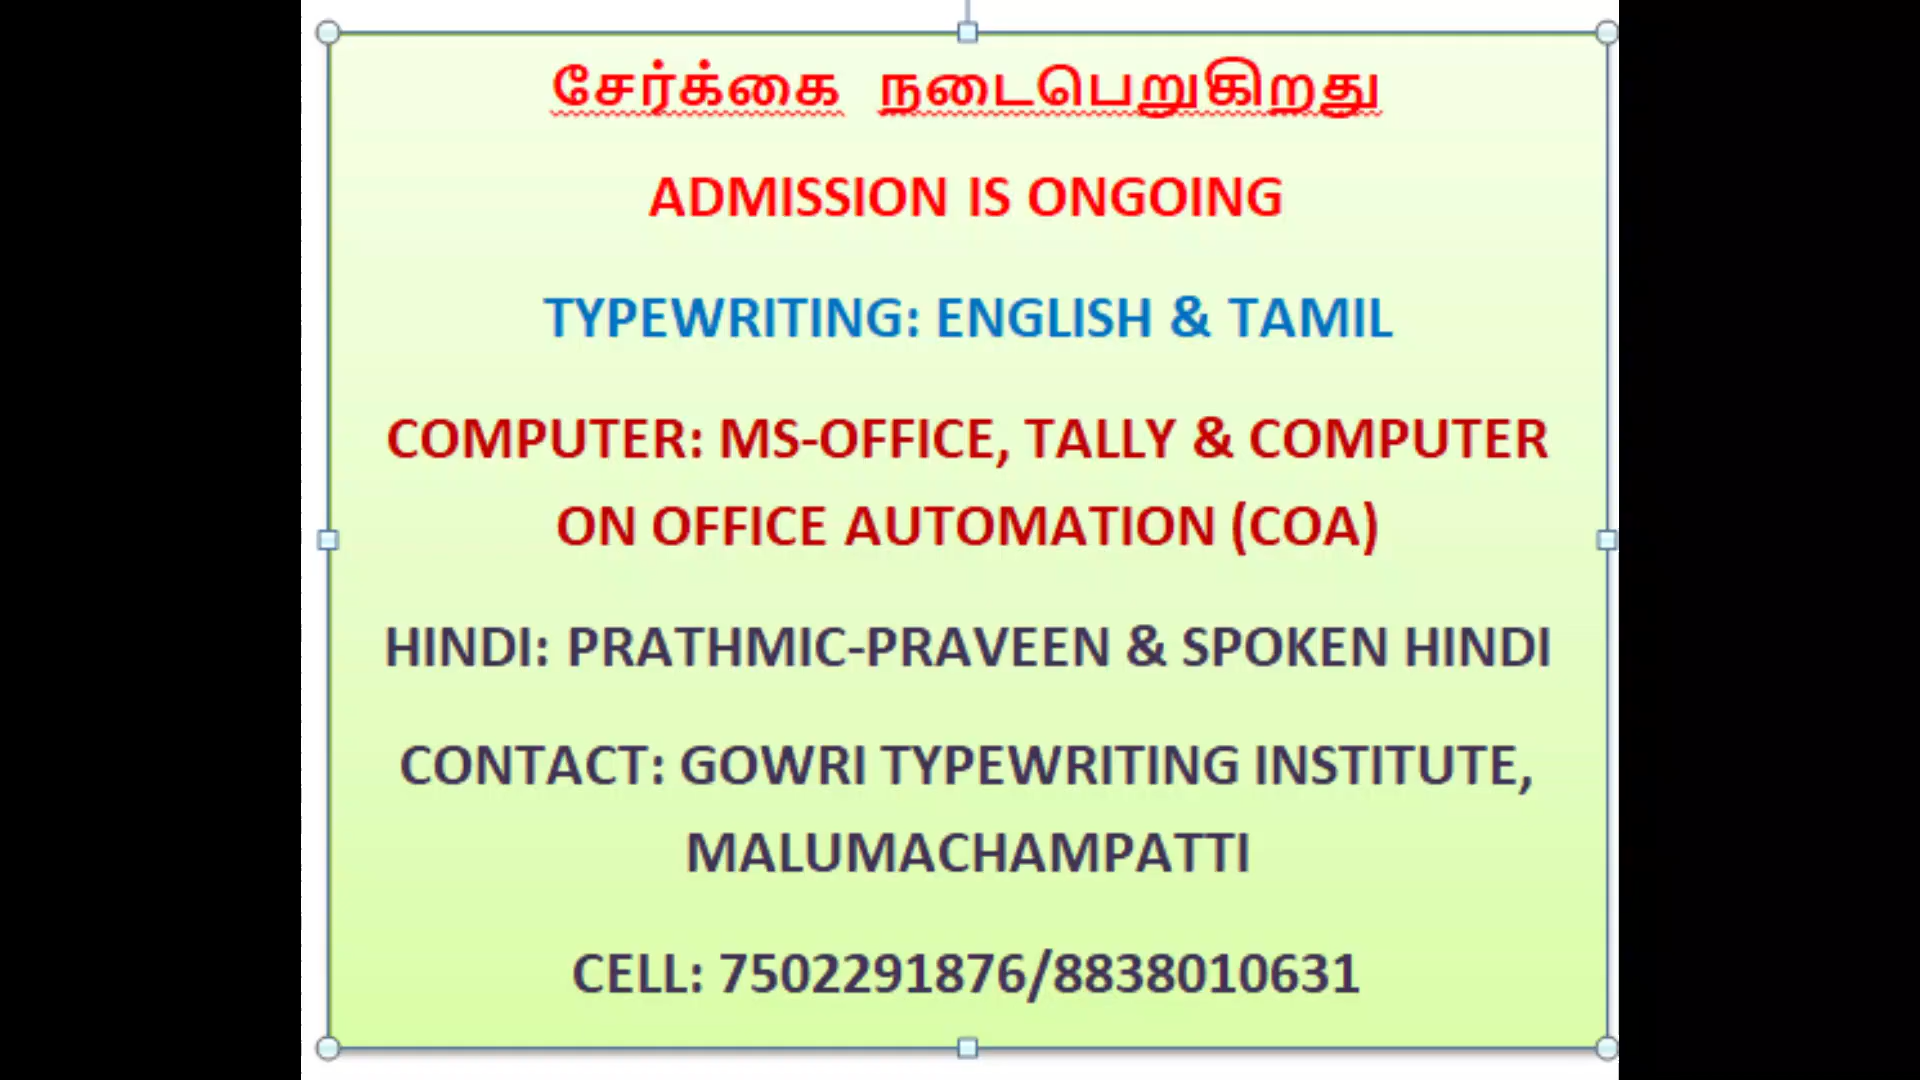 சேர்க்கை நடைபெறுகிறது
ADMISSION IS ONGOING
TYPEWRITING: ENGLISH & TAMIL
COMPUTER: MS-OFFICE, TALLY & COMPUTER
ON OFFICE AUTOMATION (COA)
HINDI: PRATHMIC-PRAVEEN & SPOKEN HINDI
CONTACT: GOWRI TYPEWRITING INSTITUTE,
MALUMACHAMPATTI
CELL: 7502291876/8838010631